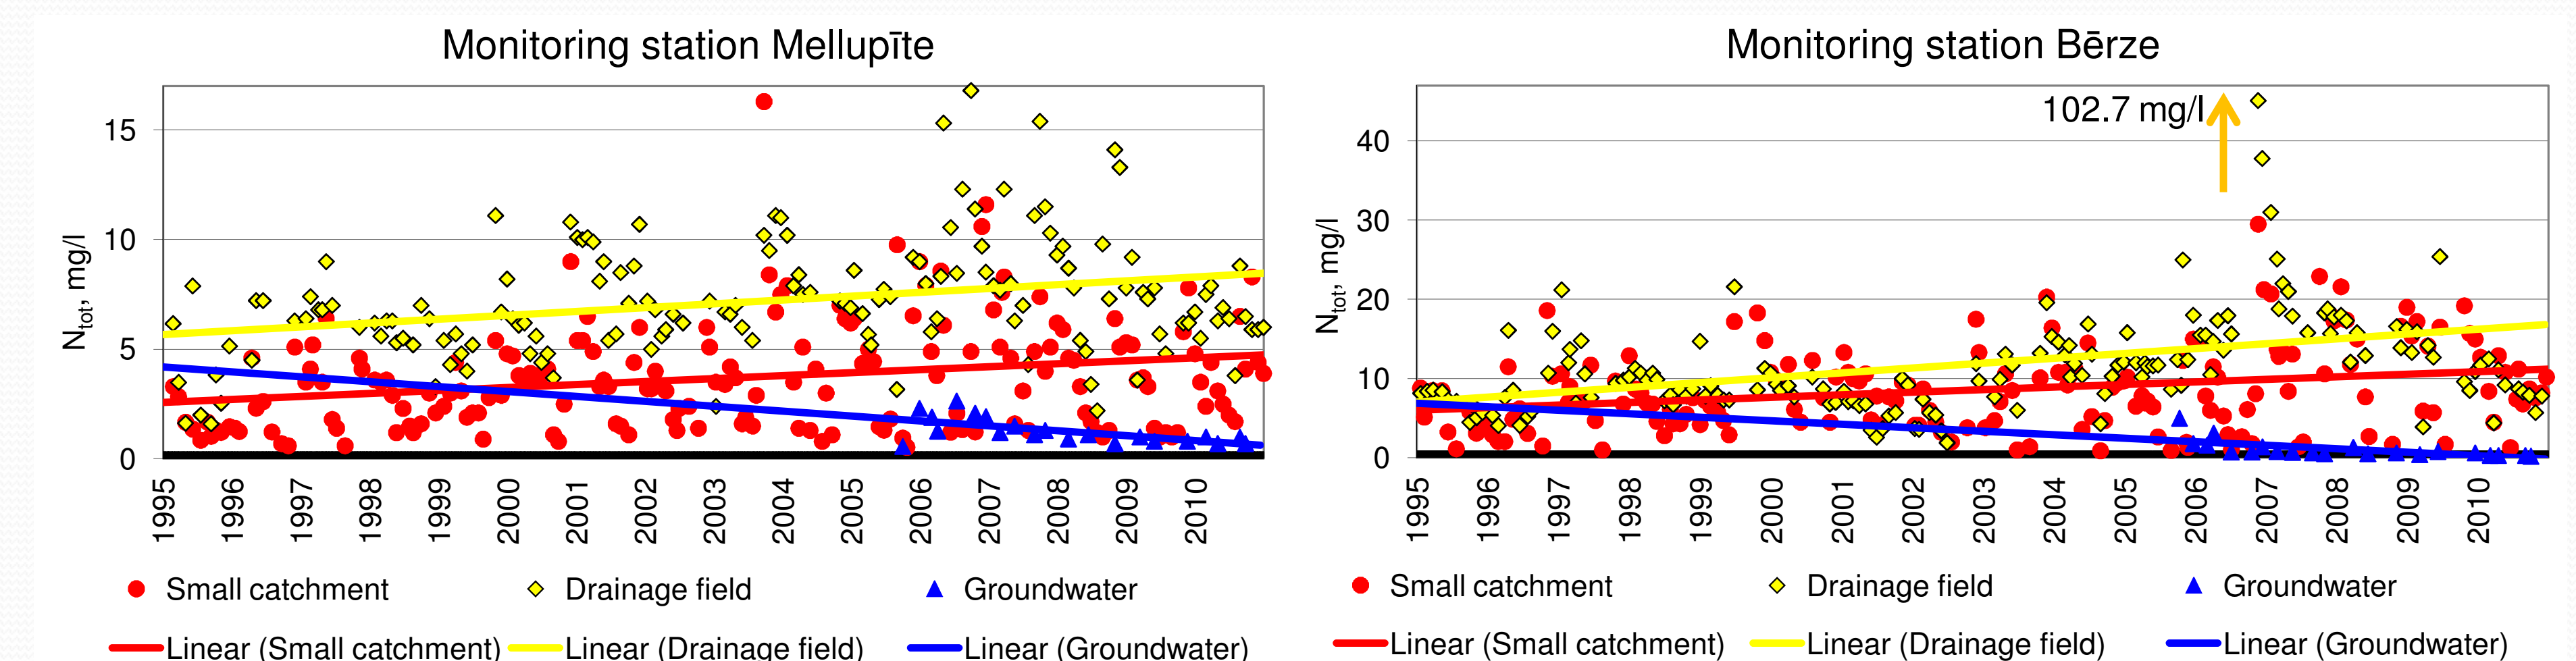 Monitoring station Mellupīte
N_tot, mg/l
15
10
5
0
1995 1996 1997 1998 1999 2000 2001 2002 2003 2004 2005 2006 2007 2008 2009 2010
Small catchment Drainage field Groundwater
Linear (Small catchment) Linear (Drainage field) Linear (Groundwater)
Monitoring station Bērze
102.7 mg/l
N_tot, mg/l
40
30
20
10
0
1995 1996 1997 1998 1999 2000 2001 2002 2003 2004 2005 2006 2007 2008 2009 2010
Small catchment Drainage field Groundwater
Linear (Small catchment) Linear (Drainage field) Linear (Groundwater)